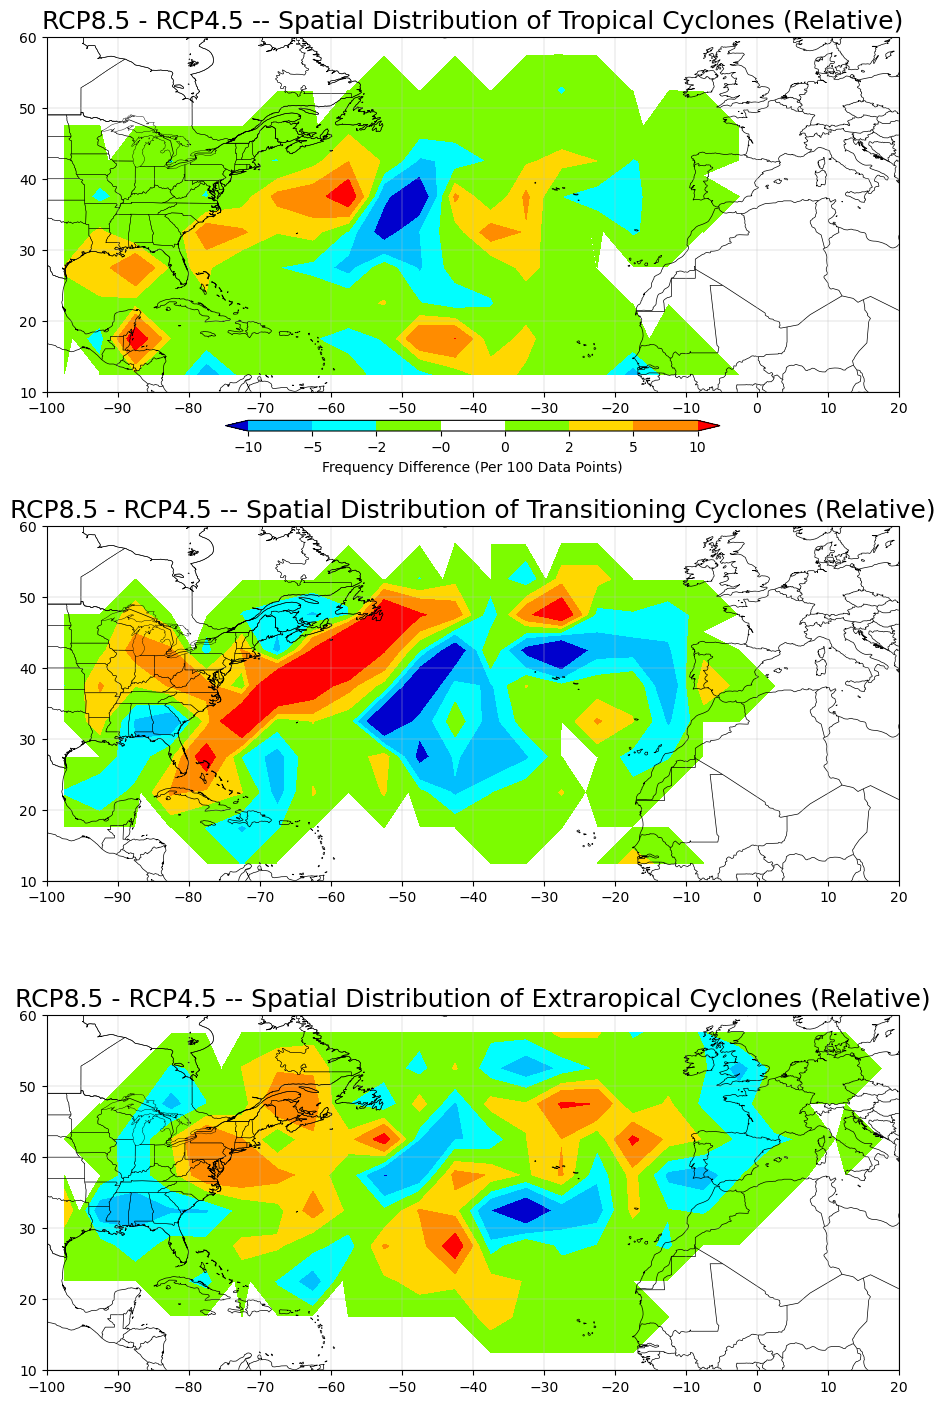 RCP8.5 - RCP4.5 -- Spatial Distribution of Tropical Cyclones (Relative)
60
50
40
30
20
10
−100 −90 −80 −70 −60 −50 −40 −30 −20 −10 0 10 20
−10 −5 −2 −0 0 2 5 10
Frequency Difference (Per 100 Data Points)
RCP8.5 - RCP4.5 -- Spatial Distribution of Transitioning Cyclones (Relative)
60
50
40
30
20
10
−100 −90 −80 −70 −60 −50 −40 −30 −20 −10 0 10 20
RCP8.5 - RCP4.5 -- Spatial Distribution of Extraropical Cyclones (Relative)
60
50
40
30
20
10
−100 −90 −80 −70 −60 −50 −40 −30 −20 −10 0 10 20